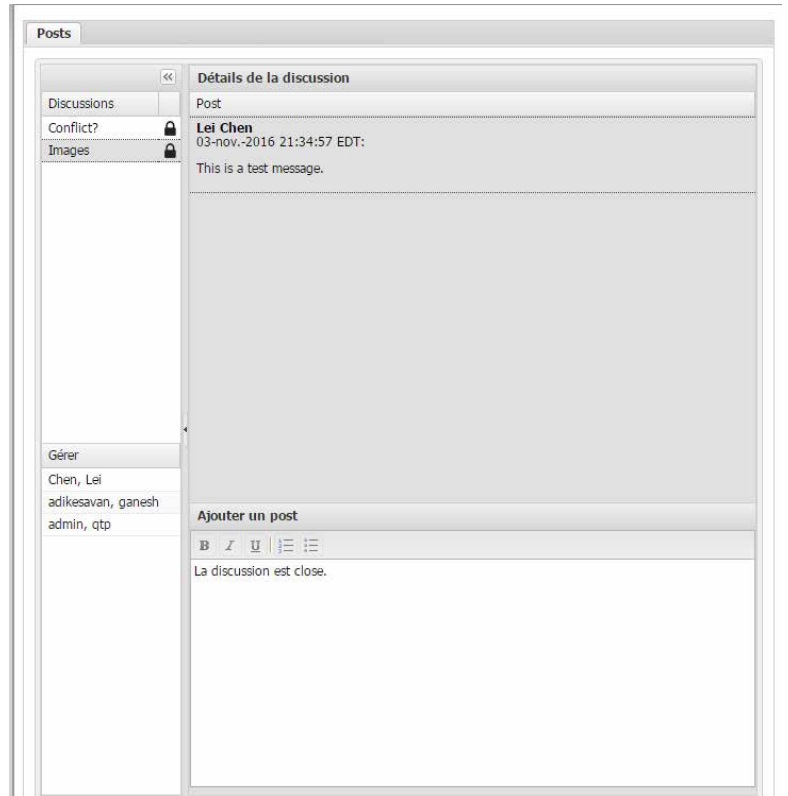 Posts
Discussions
Conflict?
Images
Gérer
Chen, Lei
adikesavan, ganesh
admin, qtp
Détails de la discussion
Post
Lei Chen
03-nov.-2016 21:34:57 EDT:
This is a test message.
Ajouter un post
B I U
La discussion est close.